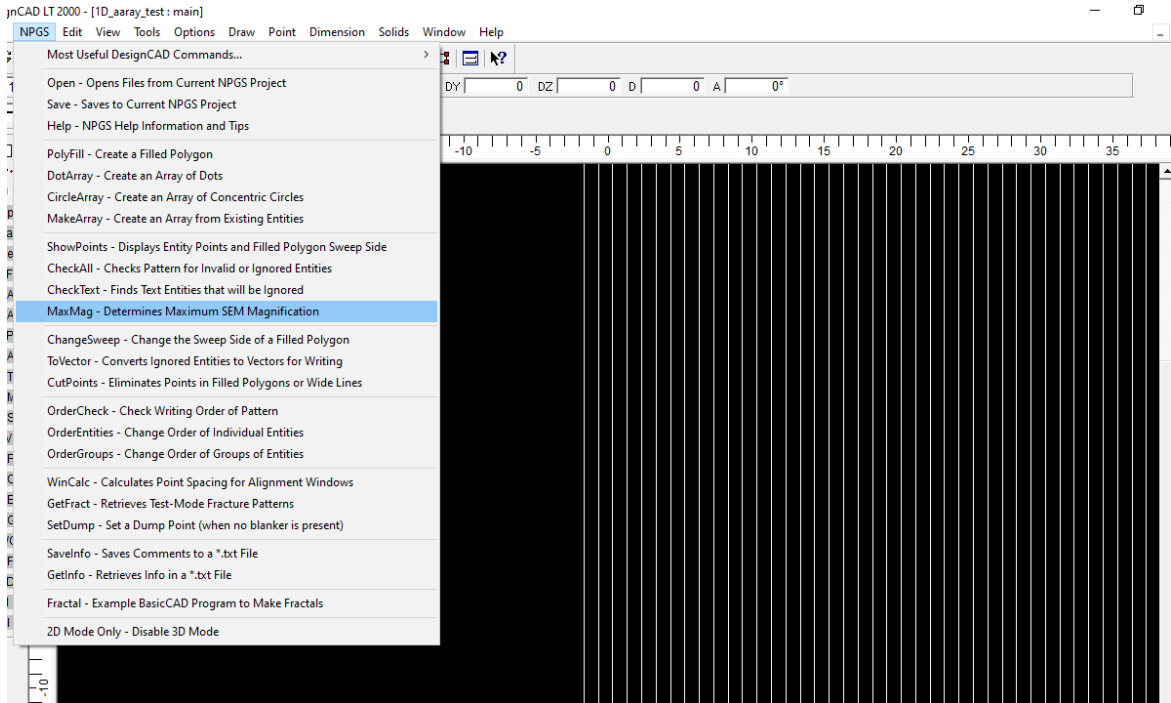 jnCAD LT 2000 - [1D_aaray_test : main]
NPGS Edit View Tools Options Draw Point Dimension Solids Window Help
Most Useful DesignCAD Commands...
DY 0 DZ 0 D 0 A 0°
Open - Opens Files from Current NPGS Project
Save - Saves to Current NPGS Project
Help - NPGS Help Information and Tips
-10 -5 0 5 10 15 20 25 30 35
PolyFill - Create a Filled Polygon
DotArray - Create an Array of Dots
CircleArray - Create an Array of Concentric Circles
MakeArray - Create an Array from Existing Entities
ShowPoints - Displays Entity Points and Filled Polygon Sweep Side
CheckAll - Checks Pattern for Invalid or Ignored Entities
CheckText - Finds Text Entities that will be Ignored
MaxMag - Determines Maximum SEM Magnification
ChangeSweep - Change the Sweep Side of a Filled Polygon
ToVector - Converts Ignored Entities to Vectors for Writing
CutPoints - Eliminates Points in Filled Polygons or Wide Lines
OrderCheck - Check Writing Order of Pattern
OrderEntities - Change Order of Individual Entities
OrderGroups - Change Order of Groups of Entities
WinCalc - Calculates Point Spacing for Alignment Windows
GetFract - Retrieves Test-Mode Fracture Patterns
SetDump - Set a Dump Point (when no blanker is present)
SaveInfo - Saves Comments to a *.txt File
GetInfo - Retrieves Info in a *.txt File
Fractal - Example BasicCAD Program to Make Fractals
2D Mode Only - Disable 3D Mode
-10